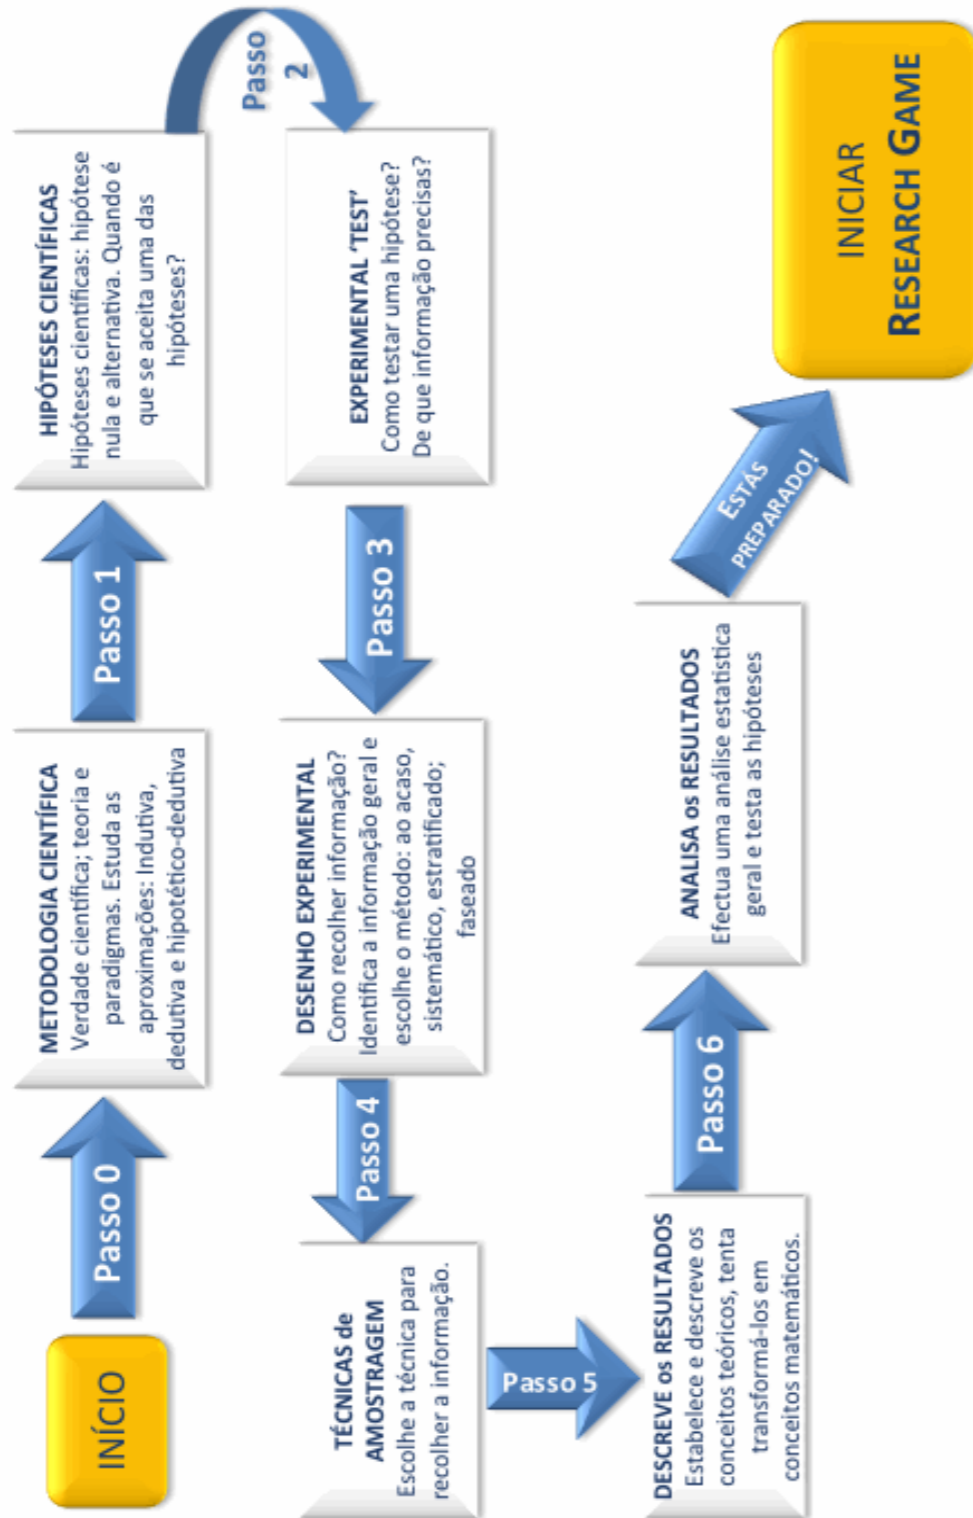 INÍCIO
Passo 0
METODOLOGIA CIENTÍFICA
Verdade científica; teoria e
paradigmas. Estuda as
aproximações: Indutiva,
dedutiva e hipotético-dedutiva
Passo 1
HIPÓTESES CIENTÍFICAS
Hipóteses científicas: hipótese
nula e alternativa. Quando é
que se aceita uma das
hipóteses?
Passo
2
EXPERIMENTAL ‘TEST’
Como testar uma hipótese?
De que informação precisas?
Passo 3
DESENHO EXPERIMENTAL
Como recolher informação?
Identifica a informação geral e
escolhe o método: ao acaso,
sistemático, estratificado;
faseado
Passo 4
TÉCNICAS de
AMOSTRAGEM
Escolhe a técnica para
recolher a informação.
Passo 5
DESCREVE os RESULTADOS
Estabelece e descreve os
conceitos teóricos, tenta
transformá-los em
conceitos matemáticos.
Passo 6
ANALISA os RESULTADOS
Efectua uma análise estatistica
geral e testa as hipóteses
ESTÁS
PREPARADO!
INICIAR
RESEARCH GAME